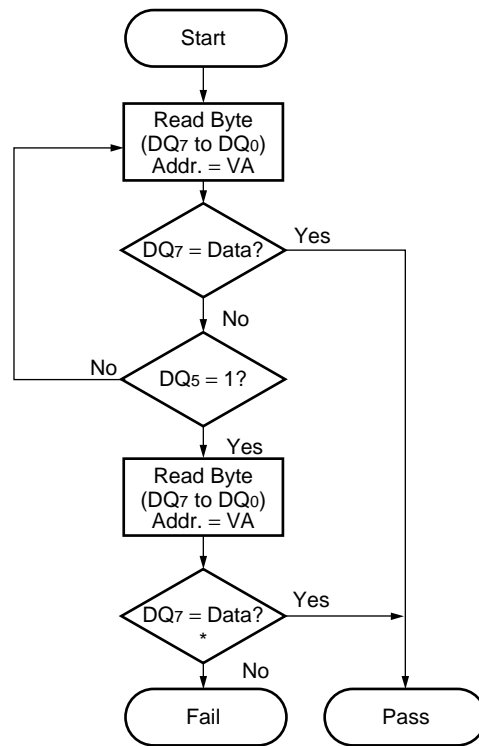 Start
Read Byte
(DQ7 to DQ0)
Addr. = VA
DQ7 = Data?
Yes
No
No
DQ5 = 1?
Yes
Read Byte
(DQ7 to DQ0)
Addr. = VA
DQ7 = Data?
*
Yes
No
Fail
Pass